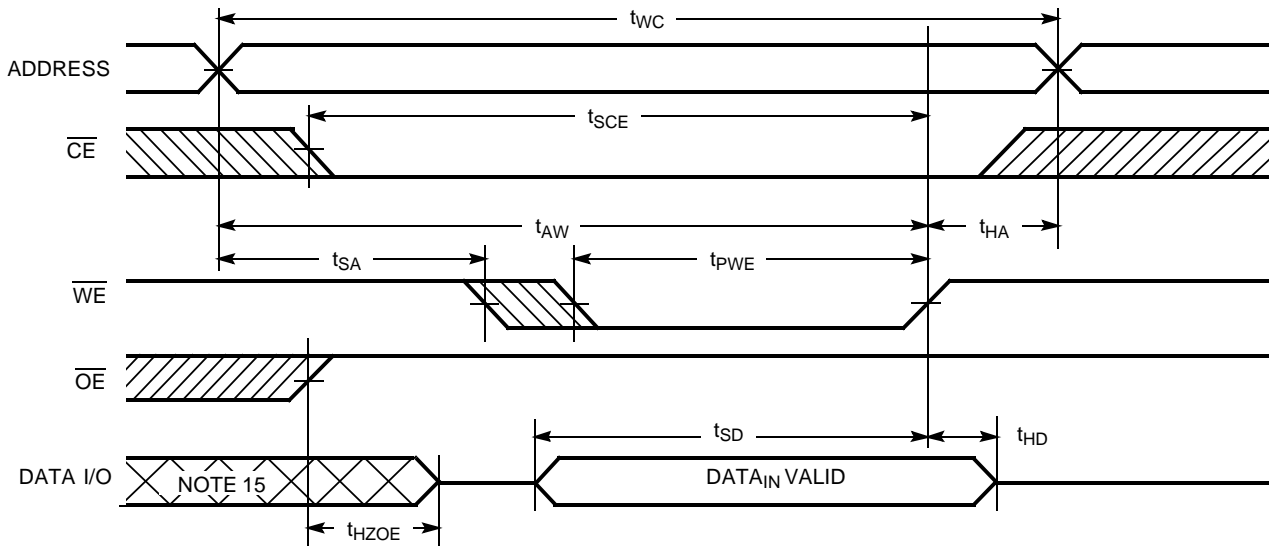 tWC
ADDRESS
tSCE
CE
tAW
tHA
tSA
tPWE
WE
OE
tSD
tHD
DATA I/O
NOTE 15
DATAIN VALID
tHZOE